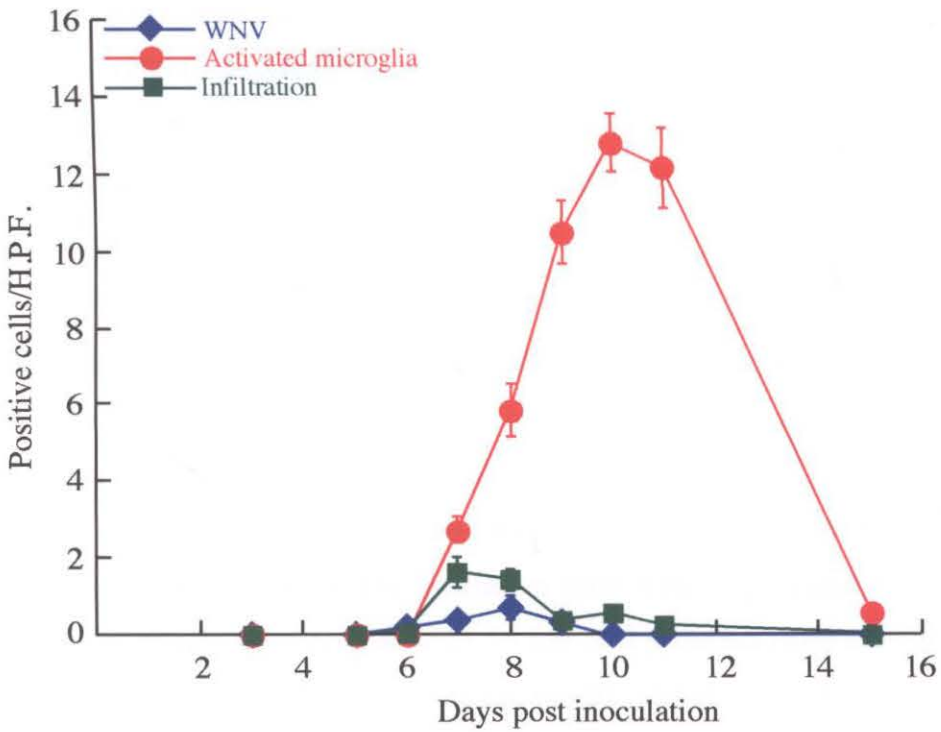 WNV
Activated microglia
Infiltration
Positive cells/H.P.F.
16
14
12
10
8
6
4
2
0
2 4 6 8 10 12 14 16
Days post inoculation